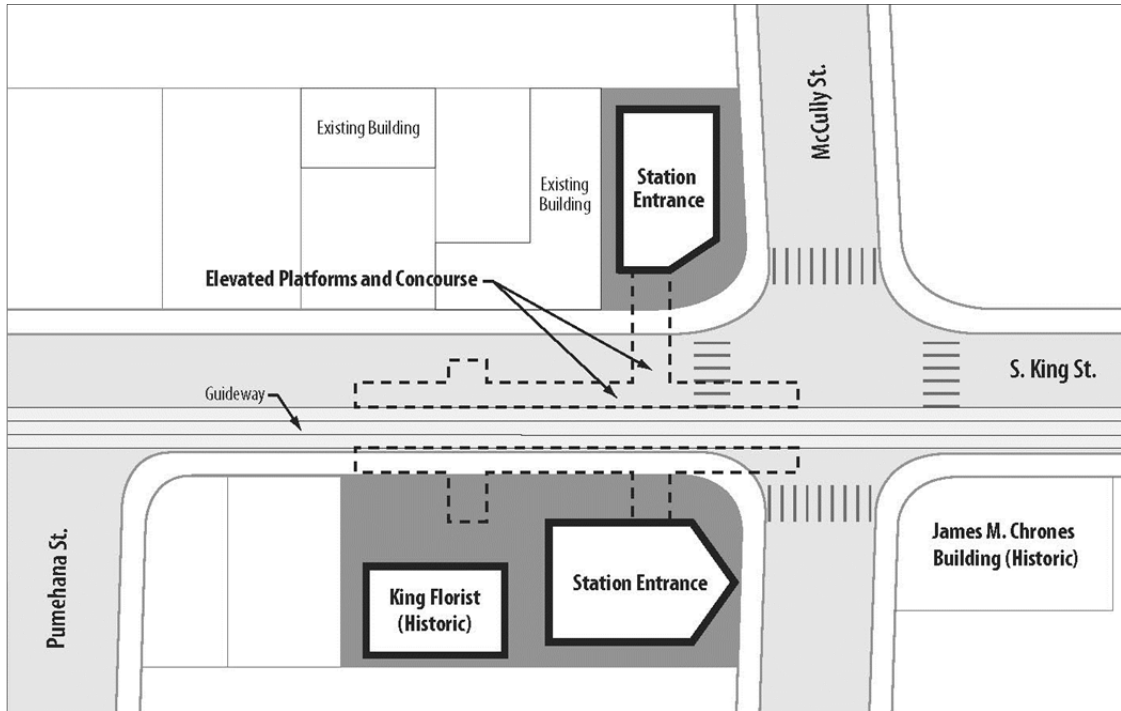 McCully St.
Existing Building
Station
Entrance
Existing
Building
Elevated Platforms and Concourse
S. King St.
Guideway
Pumehana St.
King Florist
(Historic)
Station Entrance
James M. Chrones
Building (Historic)